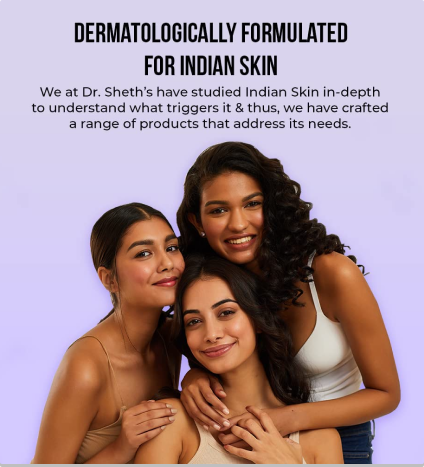 DERMATOLOGICALLY FORMULATED
FOR INDIAN SKIN
We at Dr. Sheth's have studied Indian Skin in-depth
to understand what triggers it & thus, we have crafted
a range of products that address its needs.